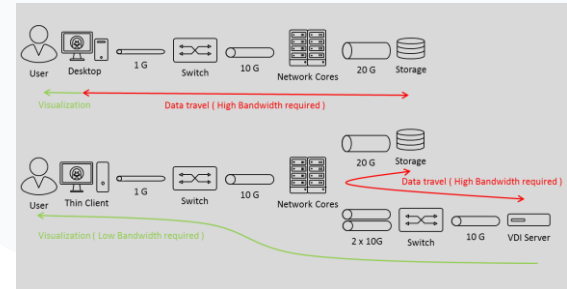 User
Desktop
1 G
Switch
10 G
Network Cores
20 G
Storage
Visualization
Data travel ( High Bandwidth required )
User
Thin Client
1 G
Switch
10 G
Network Cores
20 G
Storage
Data travel ( High Bandwidth required )
2 x 10G
Switch
10 G
VDI Server
Visualization ( Low Bandwidth required )